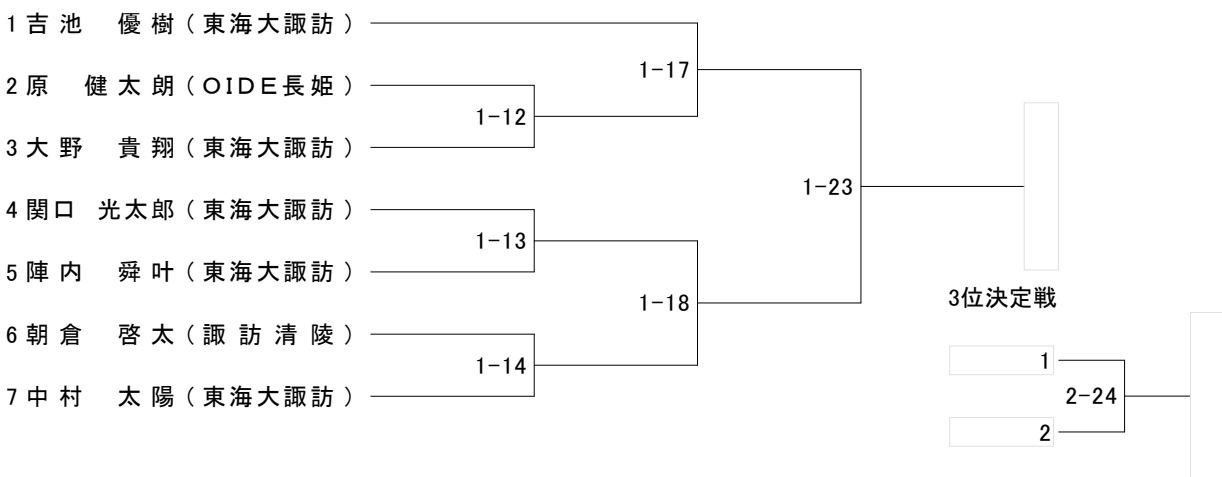 1 吉池 優樹(東海大諏訪)
1-17
2 原 健太朗(OIDE長姫)
1-12
3 大野 貴翔(東海大諏訪)
1-23
4 関口 光太郎(東海大諏訪)
1-13
5 陣内 舜叶(東海大諏訪)
1-18
3位決定戦
6 朝倉 啓太(諏訪清陵)
1
1-14
7 中村 太陽(東海大諏訪)
2-24
2